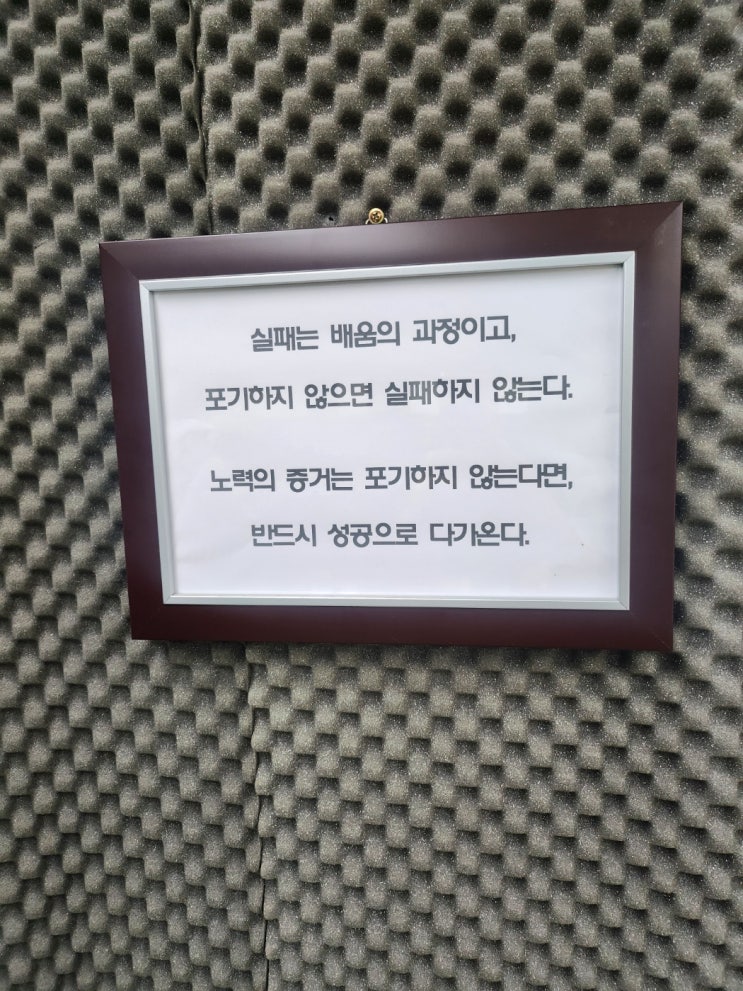 실패는 배움의 과정이고,
포기하지 않으면 실패하지 않는다.
노력의 증거는 포기하지 않는다면,
반드시 성공으로 다가온다.